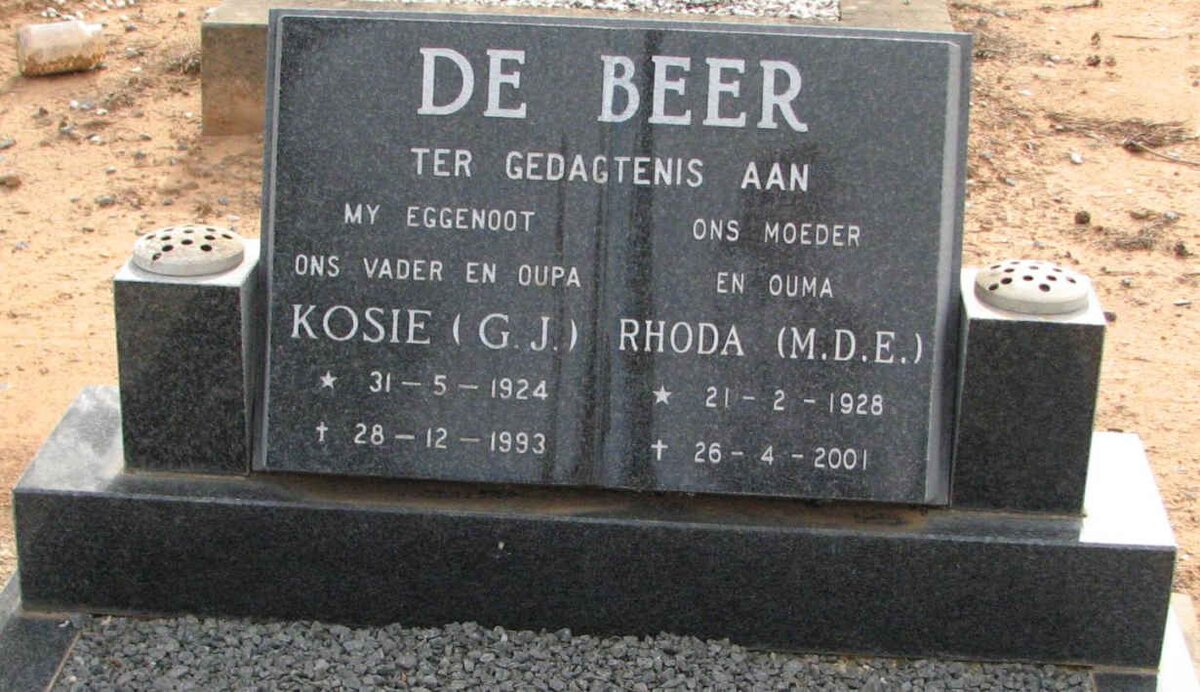 DE BEER
TER GEDAGTENIS AAN
MY EGGENOOT
ONS VADER EN OUPA
KOSIE (G.J.)
★ 31-5-1924
✝ 28-12-1993
ONS MOEDER
EN OUMA
RHODA (M.D.E.)
★ 21-2-1928
✝ 26-4-2001